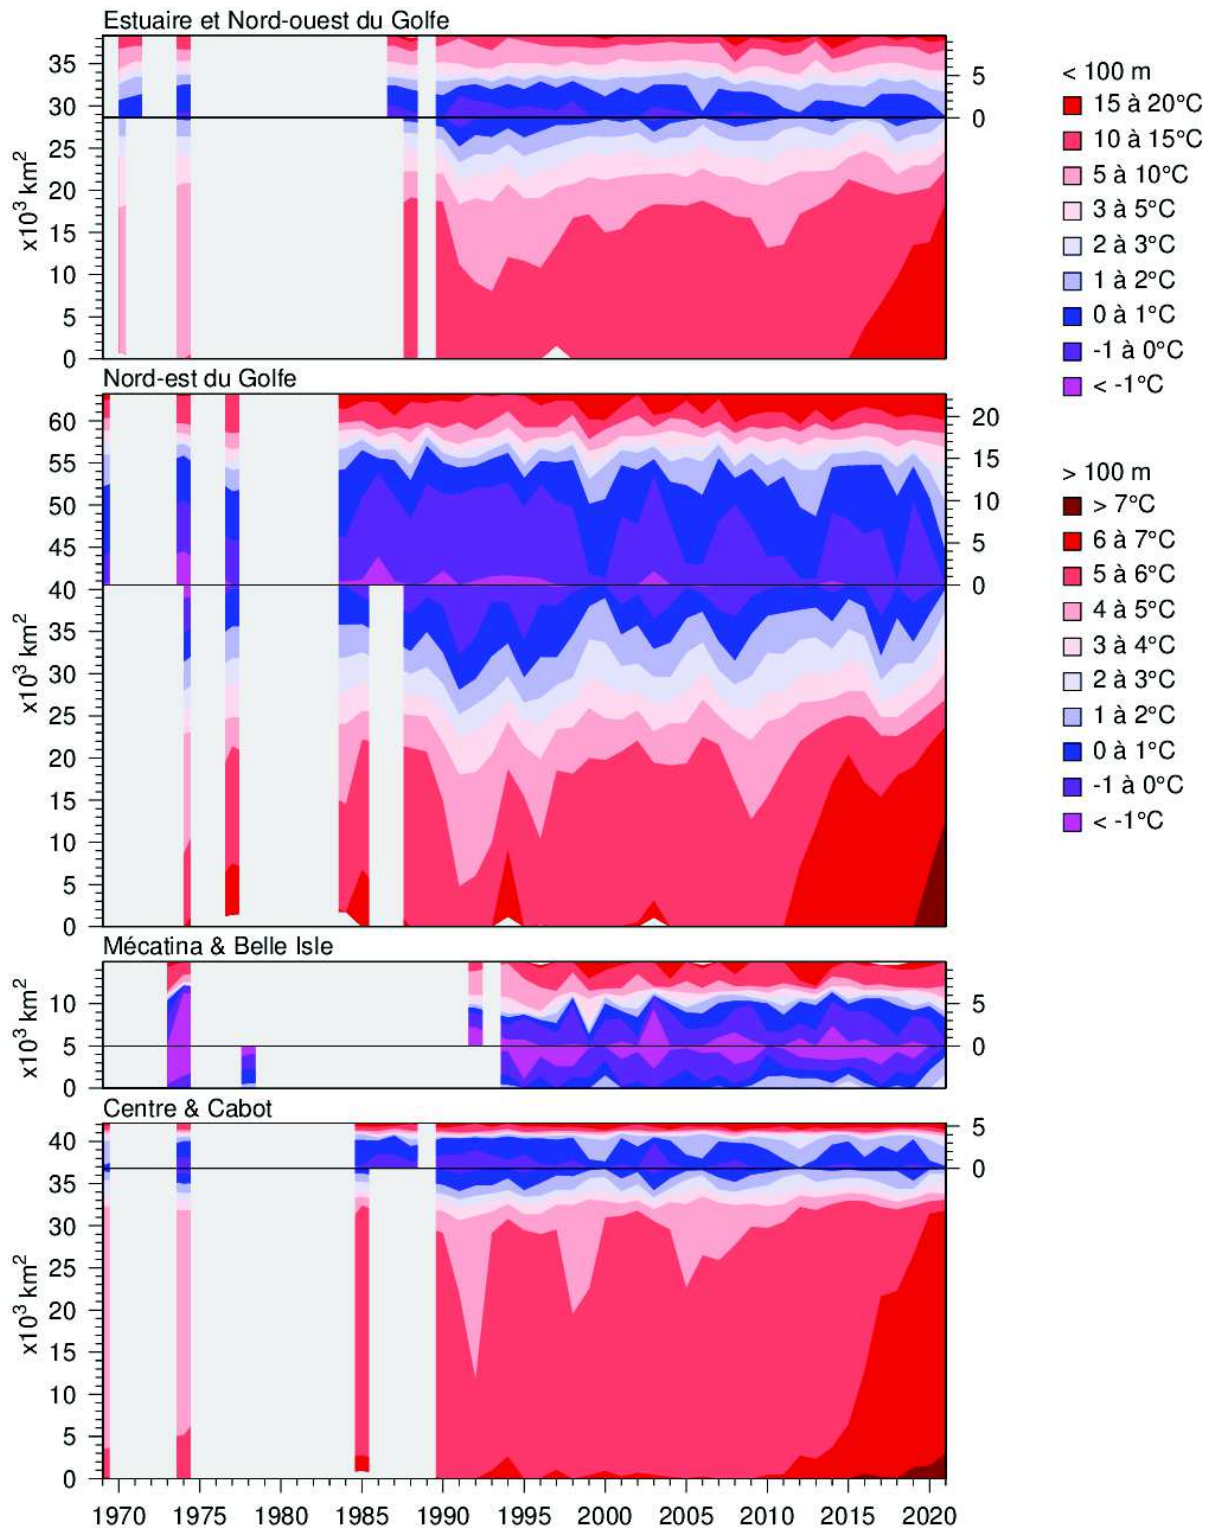 Estuaire et Nord-ouest du Golfe
35
30
25
20
15
10
5
0
x10³ km²
5
0
Nord-est du Golfe
60
55
50
45
40
35
30
25
20
15
10
5
0
x10³ km²
20
15
10
5
0
Mécatina & Belle Isle
10
5
0
x10³ km²
5
0
Centre & Cabot
40
35
30
25
20
15
10
5
0
x10³ km²
5
0
1970 1975 1980 1985 1990 1995 2000 2005 2010 2015 2020
< 100 m
15 à 20°C
10 à 15°C
5 à 10°C
3 à 5°C
2 à 3°C
1 à 2°C
0 à 1°C
-1 à 0°C
< -1°C
> 100 m
> 7°C
6 à 7°C
5 à 6°C
4 à 5°C
3 à 4°C
2 à 3°C
1 à 2°C
0 à 1°C
-1 à 0°C
< -1°C